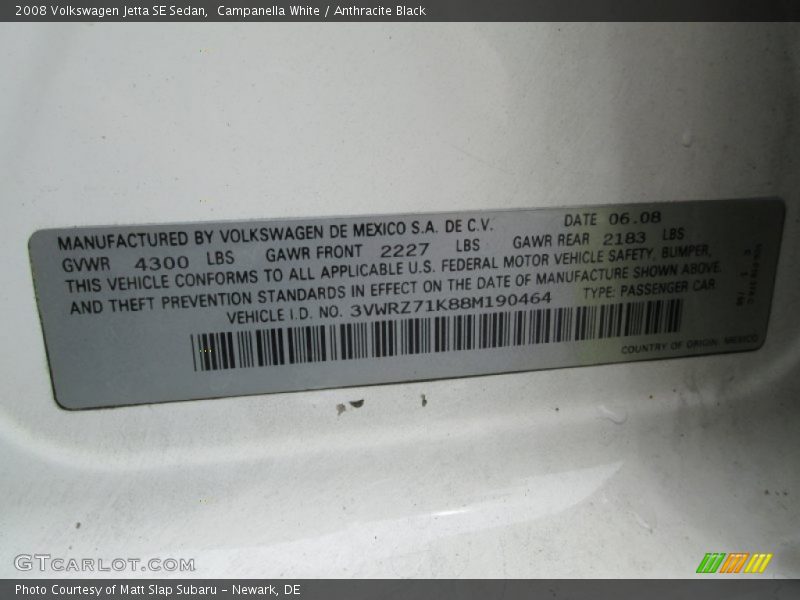 2008 Volkswagen Jetta SE Sedan,  Campanella White / Anthracite Black
MANUFACTURED BY VOLKSWAGEN DE MEXICO S.A. DE C.V. DATE 06.08
GVWR 4300 LBS GAWR FRONT 2227 LBS GAWR REAR 2183 LBS
THIS VEHICLE CONFORMS TO ALL APPLICABLE U.S. FEDERAL MOTOR VEHICLE SAFETY, BUMPER,
AND THEFT PREVENTION STANDARDS IN EFFECT ON THE DATE OF MANUFACTURE SHOWN ABOVE.
VEHICLE I.D. NO. 3VWRZ71K88M190464 TYPE: PASSENGER CAR
COUNTRY OF ORIGIN: MEXICO
GTCARLOT.COM
Photo Courtesy of Matt Slap Subaru – Newark, DE